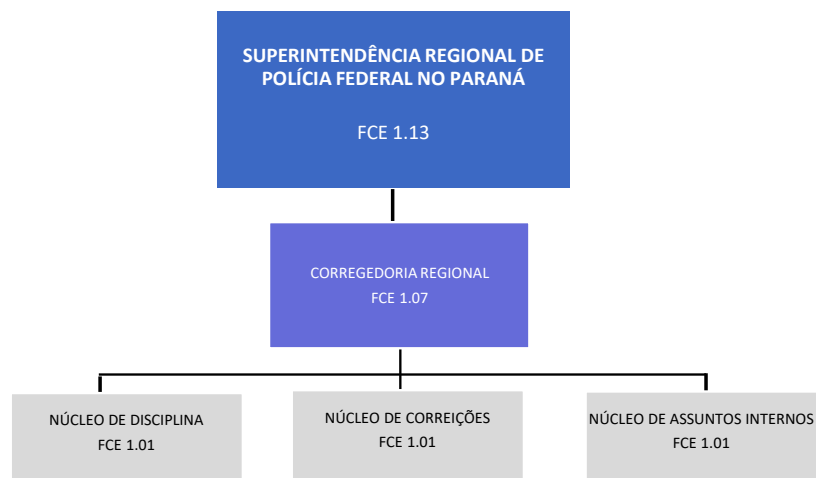 SUPERINTENDÊNCIA REGIONAL DE
POLÍCIA FEDERAL NO PARANÁ
FCE 1.13
CORREGEDORIA REGIONAL
FCE 1.07
NÚCLEO DE DISCIPLINA
FCE 1.01
NÚCLEO DE CORREIÇÕES
FCE 1.01
NÚCLEO DE ASSUNTOS INTERNOS
FCE 1.01